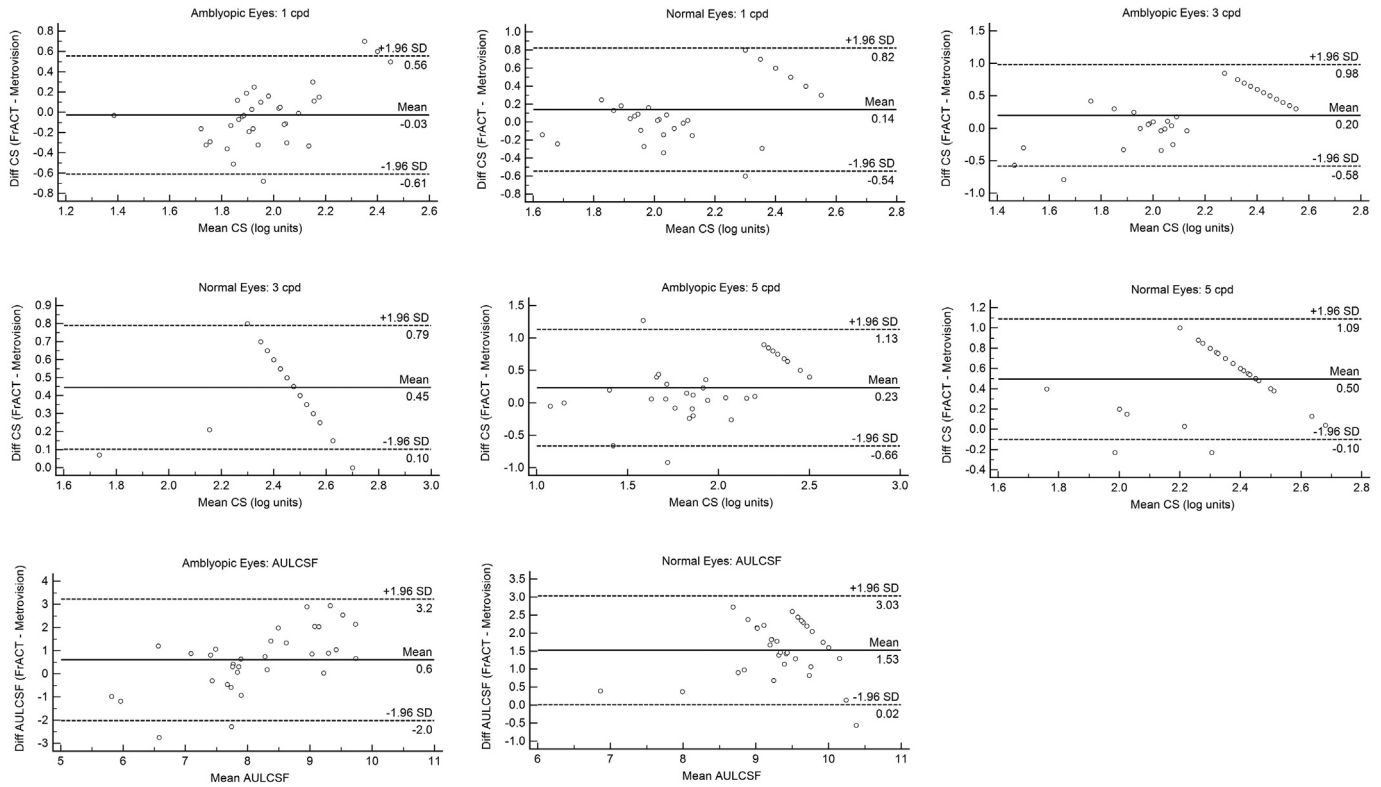 Amblyopic Eyes: 1 cpd
Diff CS (FrACT - Metrovision)
0.8
0.6
0.4
0.2
0.0
-0.2
-0.4
-0.6
-0.8
+1.96 SD
0.56
Mean
-0.03
-1.96 SD
-0.61
1.2 1.4 1.6 1.8 2.0 2.2 2.4 2.6
Mean CS (log units)
Normal Eyes: 1 cpd
Diff CS (FrACT - Metrovision)
1.0
0.8
0.6
0.4
0.2
0.0
-0.2
-0.4
-0.6
-0.8
+1.96 SD
0.82
Mean
0.14
-1.96 SD
-0.54
1.6 1.8 2.0 2.2 2.4 2.6 2.8
Mean CS (log units)
Amblyopic Eyes: 3 cpd
Diff CS (FrACT - Metrovision)
1.5
1.0
0.5
0.0
-0.5
-1.0
+1.96 SD
0.98
Mean
0.20
-1.96 SD
-0.58
1.4 1.6 1.8 2.0 2.2 2.4 2.6 2.8
Mean CS (log units)
Normal Eyes: 3 cpd
Diff CS (FrACT - Metrovision)
0.9
0.8
0.7
0.6
0.5
0.4
0.3
0.2
0.1
0.0
+1.96 SD
0.79
Mean
0.45
-1.96 SD
0.10
1.6 1.8 2.0 2.2 2.4 2.6 2.8 3.0
Mean CS (log units)
Amblyopic Eyes: 5 cpd
Diff CS (FrACT - Metrovision)
1.5
1.0
0.5
0.0
-0.5
-1.0
+1.96 SD
1.13
Mean
0.23
-1.96 SD
-0.66
1.0 1.5 2.0 2.5 3.0
Mean CS (log units)
Normal Eyes: 5 cpd
Diff CS (FrACT - Metrovision)
1.2
1.0
0.8
0.6
0.4
0.2
0.0
-0.2
-0.4
+1.96 SD
1.09
Mean
0.50
-1.96 SD
-0.10
1.6 1.8 2.0 2.2 2.4 2.6 2.8
Mean CS (log units)
Amblyopic Eyes: AULCSF
Diff AULCSF (FrACT - Metrovision)
4
3
2
1
0
-1
-2
-3
+1.96 SD
3.2
Mean
0.6
-1.96 SD
-2.0
5 6 7 8 9 10 11
Mean AULCSF
Normal Eyes: AULCSF
Diff AULCSF (FrACT - Metrovision)
3.5
3.0
2.5
2.0
1.5
1.0
0.5
0.0
-0.5
-1.0
+1.96 SD
3.03
Mean
1.53
-1.96 SD
0.02
6 7 8 9 10 11
Mean AULCSF